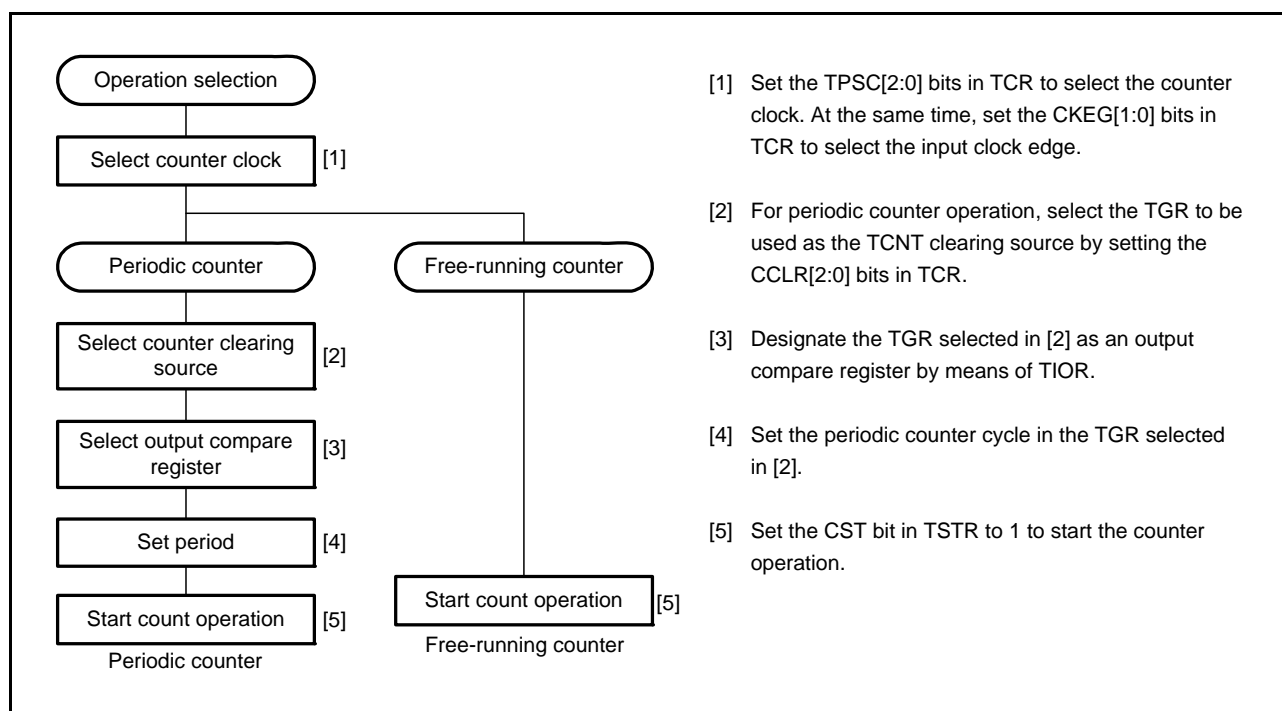 Operation selection
Select counter clock
[1]
Periodic counter
Free-running counter
Select counter clearing
source
[2]
Select output compare
register
[3]
Set period
[4]
Start count operation
[5]
Periodic counter
Start count operation
[5]
Free-running counter
[1] Set the TPSC[2:0] bits in TCR to select the counter
clock. At the same time, set the CKEG[1:0] bits in
TCR to select the input clock edge.
[2] For periodic counter operation, select the TGR to be
used as the TCNT clearing source by setting the
CCLR[2:0] bits in TCR.
[3] Designate the TGR selected in [2] as an output
compare register by means of TIOR.
[4] Set the periodic counter cycle in the TGR selected
in [2].
[5] Set the CST bit in TSTR to 1 to start the counter
operation.